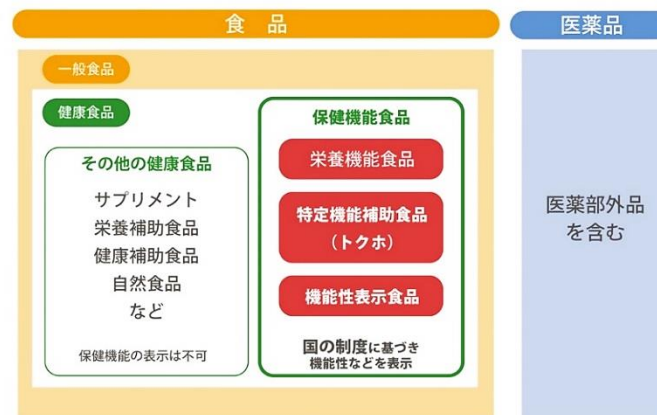 食 品
医薬品
一般食品
健康食品
その他の健康食品
サプリメント
栄養補助食品
健康補助食品
自然食品
など
保健機能の表示は不可
保健機能食品
栄養機能食品
特定機能補助食品
(トクホ)
機能性表示食品
国の制度に基づき
機能性などを表示
医薬部外品
を含む